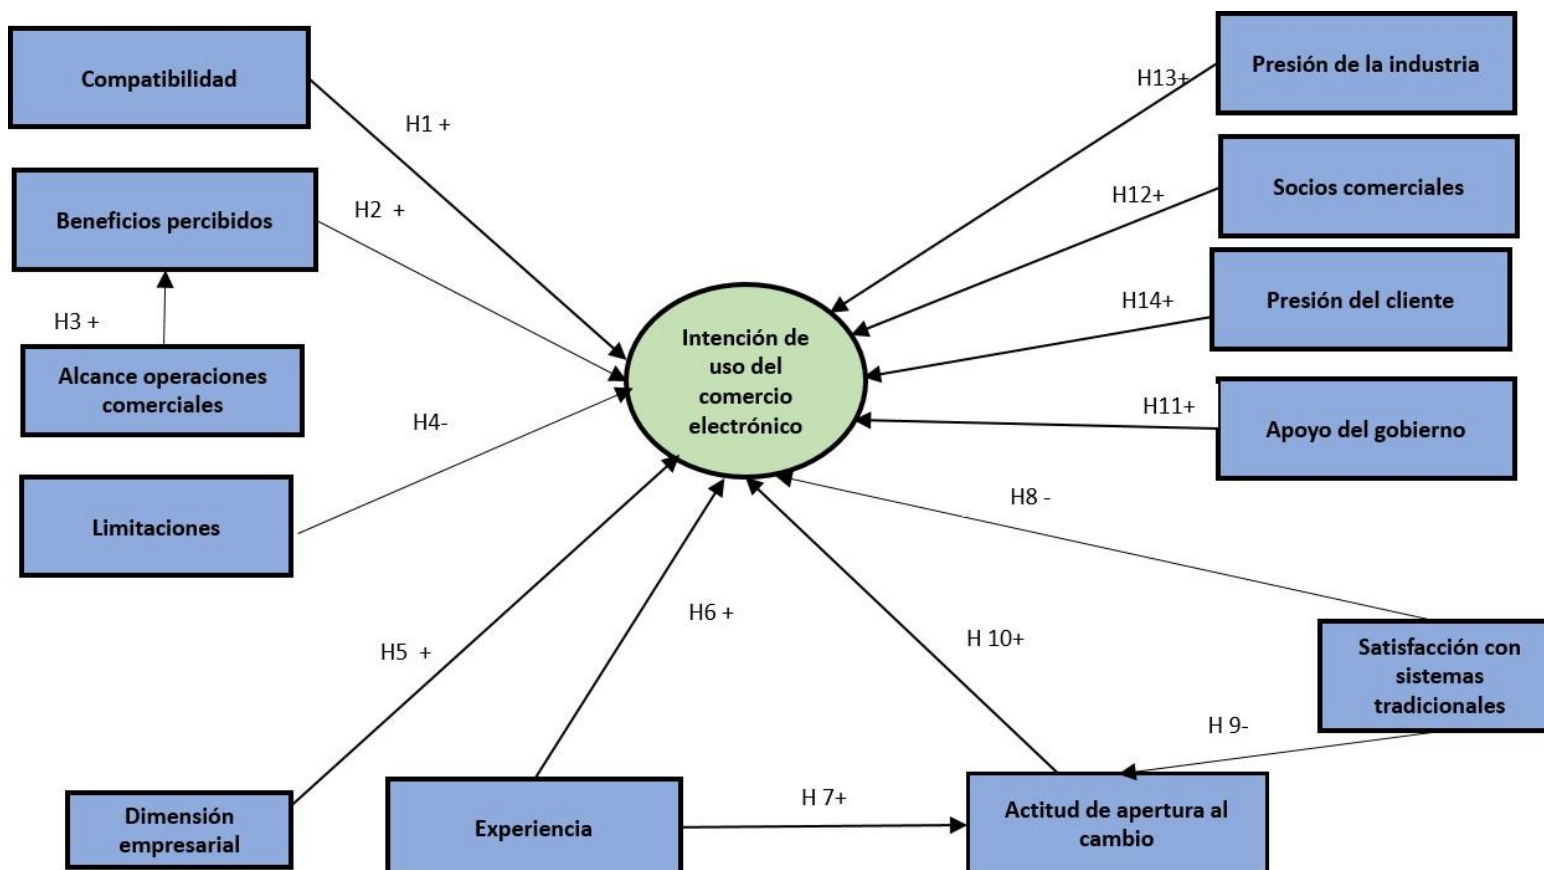 Compatibilidad
H1 +
Beneficios percibidos
H2 +
H3 +
Alcance operaciones
comerciales
H4-
Limitaciones
H5 +
Dimensión
empresarial
H6 +
Experiencia
H 7+
Intención de
uso del
comercio
electrónico
H13+
Presión de la industria
H12+
Socios comerciales
H14+
Presión del cliente
H11+
Apoyo del gobierno
H8 -
H 10+
Satisfacción con
sistemas
tradicionales
H 9-
Actitud de apertura al
cambio